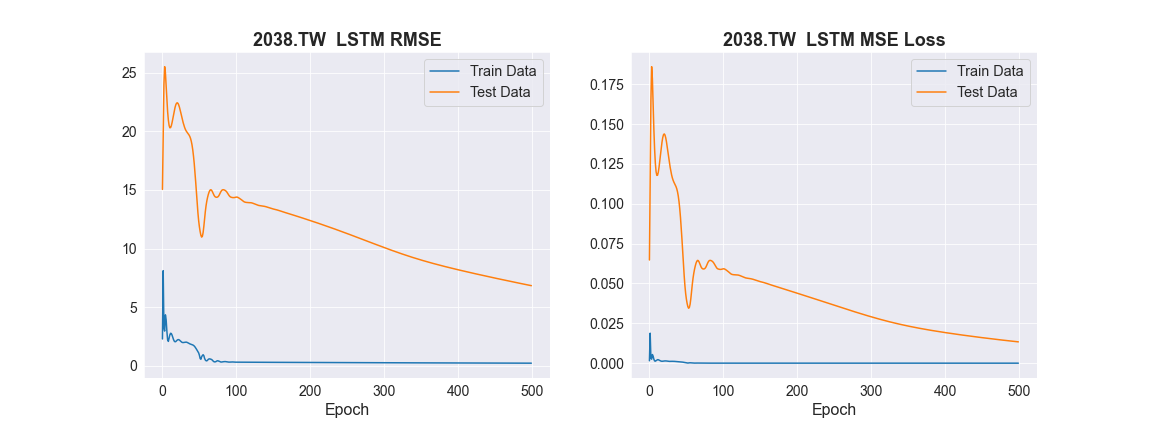 2038.TW  LSTM RMSE
Train Data
Test Data
25
20
15
10
5
0
0 100 200 300 400 500
Epoch
2038.TW  LSTM MSE Loss
Train Data
Test Data
0.175
0.150
0.125
0.100
0.075
0.050
0.025
0.000
0 100 200 300 400 500
Epoch